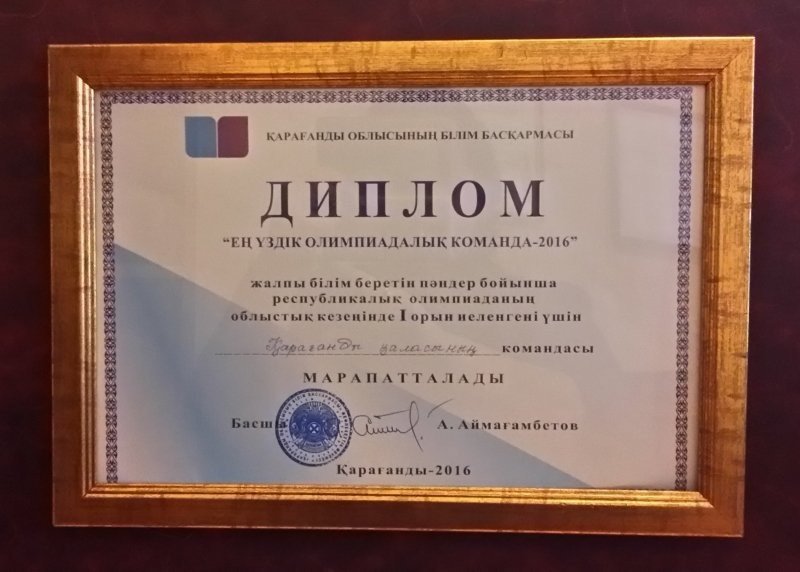 ҚАРАҒАНДЫ ОБЛЫСЫНЫҢ БІЛІМ БАСҚАРМАСЫ
ДИПЛОМ
“ЕҢ ҮЗДІК ОЛИМПИАДАЛЫҚ КОМАНДА-2016”
жалпы білім беретін пәндер бойынша
республикалық олимпиаданың
облыстық кезеңінде I орын иеленгені үшін
Қарағанды қаласының командасы
МАРАПАТТАЛАДЫ
Басшы А. Аймағамбетов
Қарағанды-2016